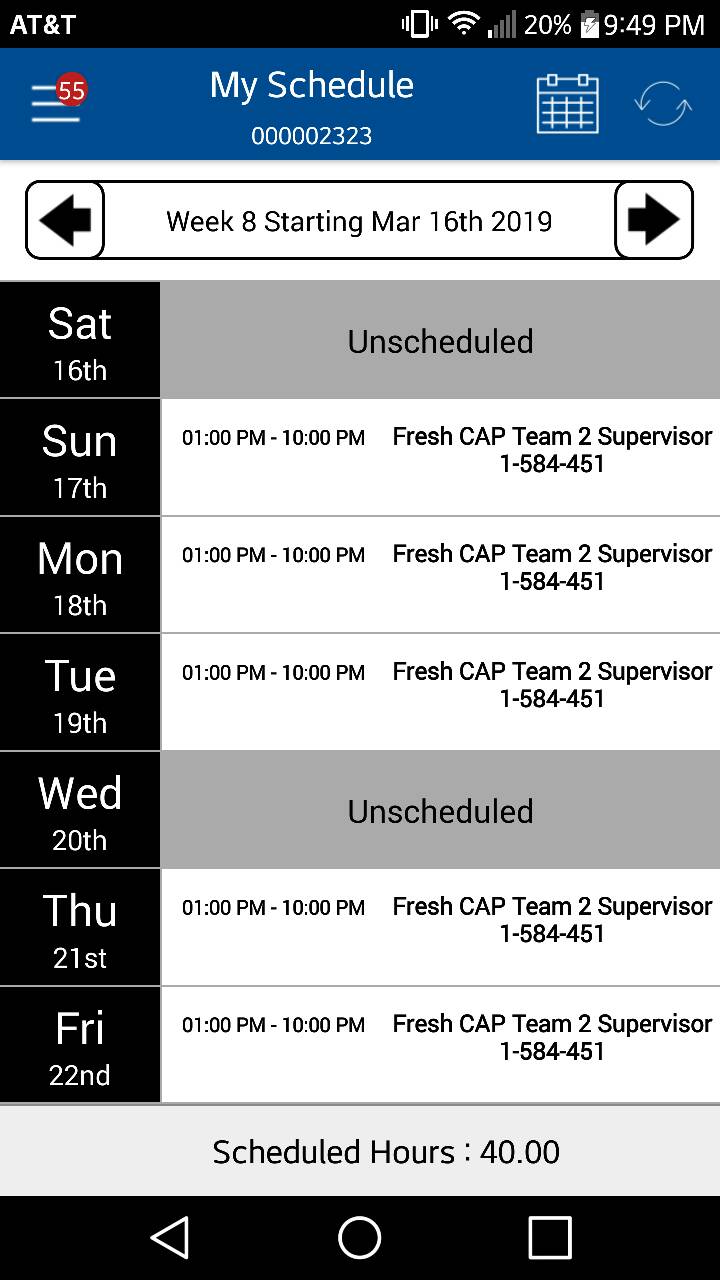 AT&T 20% 9:49 PM
55
My Schedule
000002323
Week 8 Starting Mar 16th 2019
Sat
16th
Unscheduled
Sun
17th
01:00 PM - 10:00 PM
Fresh CAP Team 2 Supervisor
1-584-451
Mon
18th
01:00 PM - 10:00 PM
Fresh CAP Team 2 Supervisor
1-584-451
Tue
19th
01:00 PM - 10:00 PM
Fresh CAP Team 2 Supervisor
1-584-451
Wed
20th
Unscheduled
Thu
21st
01:00 PM - 10:00 PM
Fresh CAP Team 2 Supervisor
1-584-451
Fri
22nd
01:00 PM - 10:00 PM
Fresh CAP Team 2 Supervisor
1-584-451
Scheduled Hours : 40.00